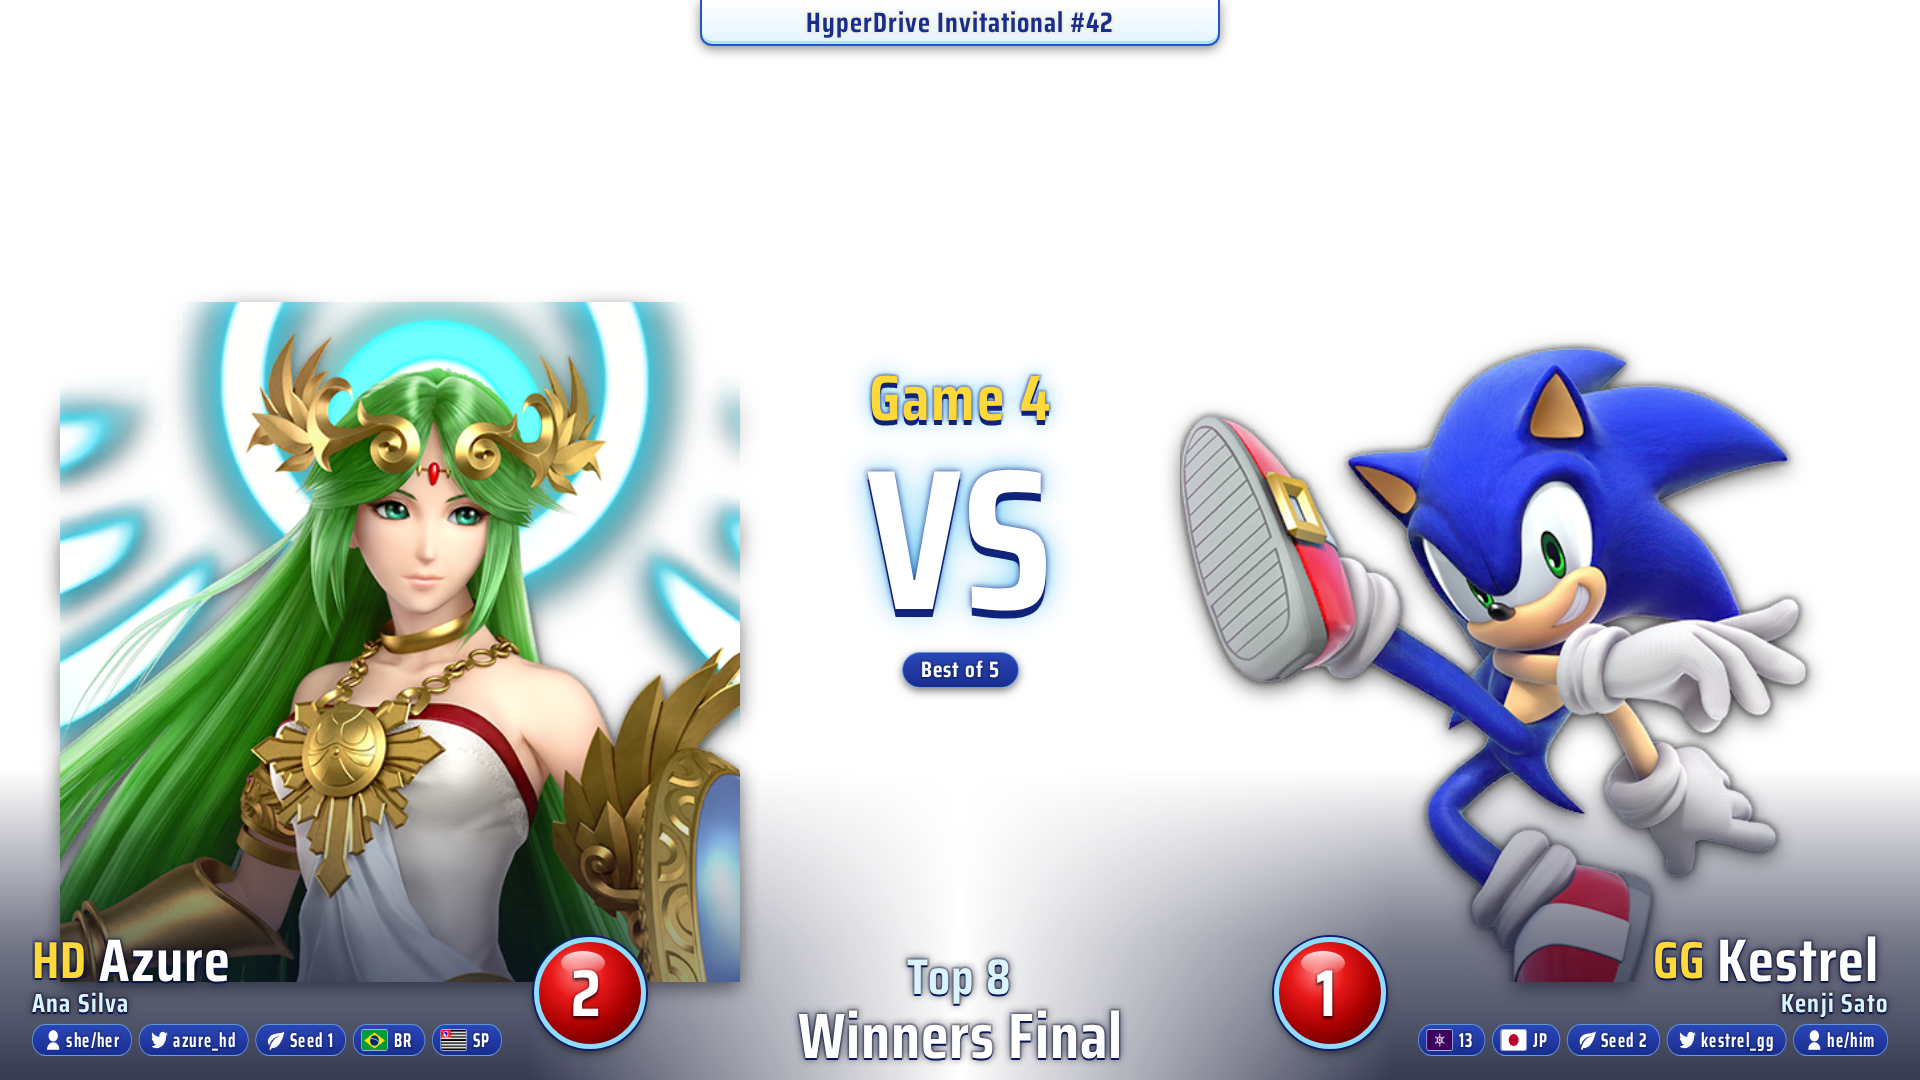 HyperDrive Invitational #42
Game 4
VS
Best of 5
HD Azure
Ana Silva
she/her azure_hd Seed 1 BR SP
2
Top 8
Winners Final
1
GG Kestrel
Kenji Sato
13 JP Seed 2 kestrel_gg he/him